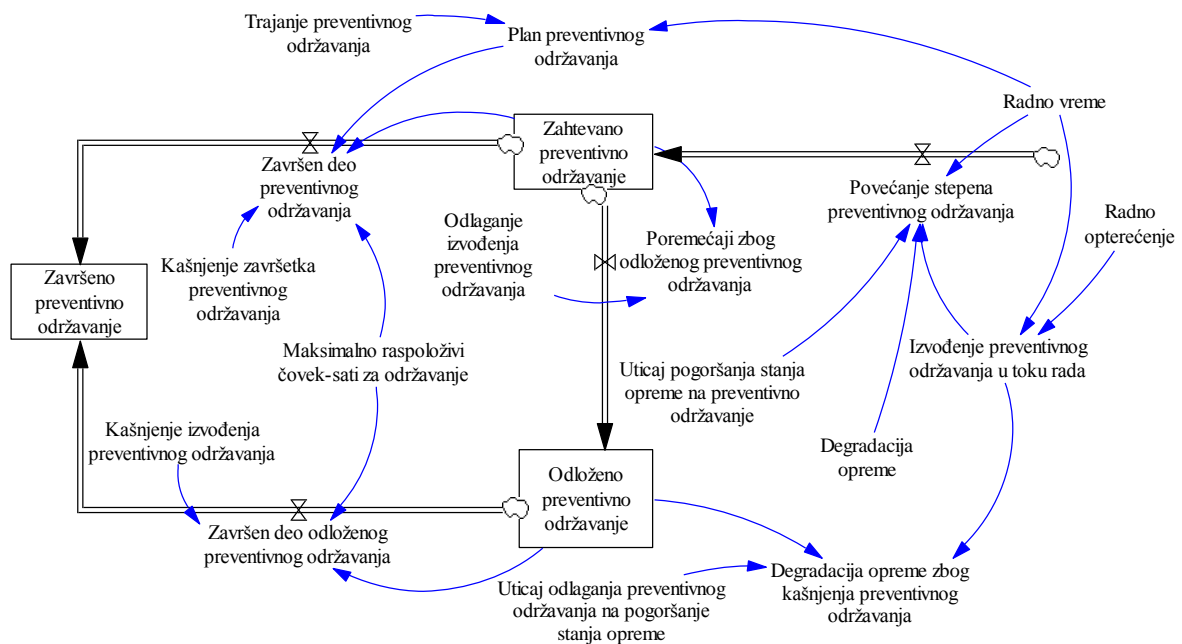 Trajanje preventivnog
održavanja
Plan preventivnog
održavanja
Radno vreme
Zahtevano
preventivno
održavanje
Završen deo
preventivnog
održavanja
Povećanje stepena
preventivnog održavanja
Radno
opterećenje
Odlaganje
izvođenja
preventivnog
održavanja
Poremećaji zbog
odloženog preventivnog
održavanja
Kašnjenje završetka
preventivnog
održavanja
Završeno
preventivno
održavanje
Maksimalno raspoloživi
čovek-sati za održavanje
Uticaj pogoršanja stanja
opreme na preventivno
održavanje
Izvođenje preventivnog
održavanja u toku rada
Kašnjenje izvođenja
preventivnog održavanja
Degradacija
opreme
Odloženo
preventivno
održavanje
Završen deo odloženog
preventivnog održavanja
Uticaj odlaganja preventivnog
održavanja na pogoršanje
stanja opreme
Degradacija opreme zbog
kašnjenja preventivnog
održavanja